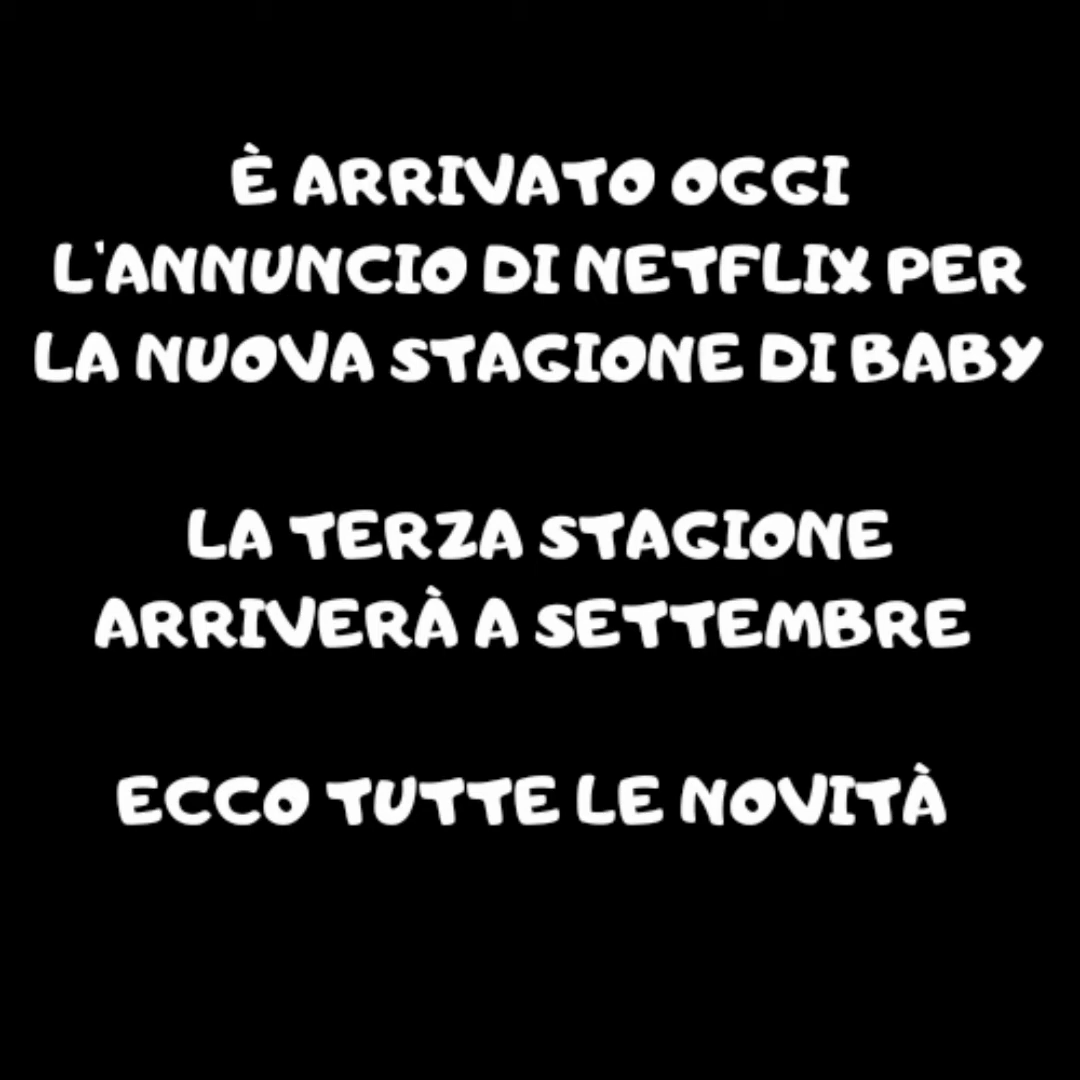 È ARRIVATO OGGI
L'ANNUNCIO DI NETFLIX PER
LA NUOVA STAGIONE DI BABY
LA TERZA STAGIONE
ARRIVERÀ A SETTEMBRE
ECCO TUTTE LE NOVITÀ